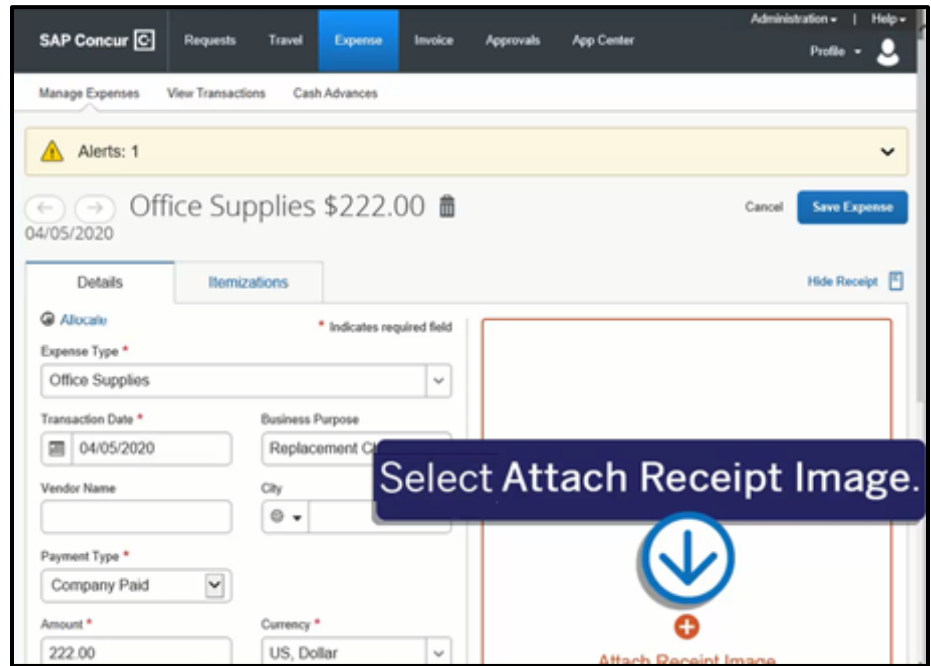 Administration | Help
SAP Concur C Requests Travel Expense Invoice Approvals App Center
Profile
Manage Expenses View Transactions Cash Advances
Alerts: 1
Office Supplies $222.00
Cancel Save Expense
04/05/2020
Details Itemizations
Hide Receipt
Allocate
* Indicates required field
Expense Type *
Office Supplies
Transaction Date * Business Purpose
04/05/2020 Replacement
Select Attach Receipt Image.
Vendor Name City
Payment Type *
Company Paid
Amount * Currency *
222.00 US, Dollar
Attach Receipt Image